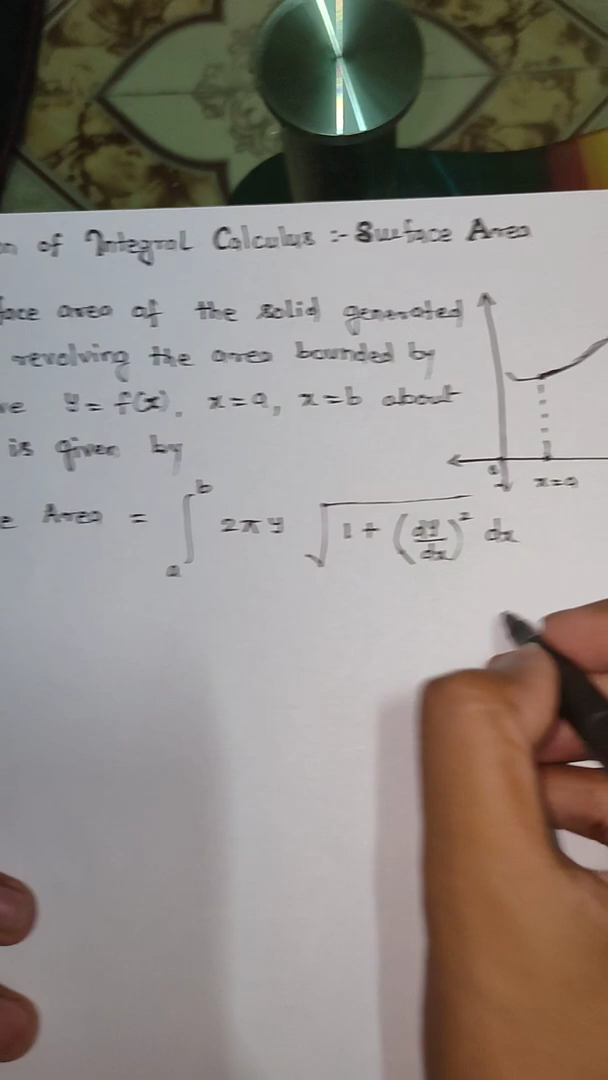 on of Integral Calculus :- Surface Area
face area of the solid generated
revolving the area bounded by
ve y = f(x), x=a, x=b about
is given by
e Area = ∫ₐᵇ 2πy √(1 + (dy/dx)²) dx
x=a